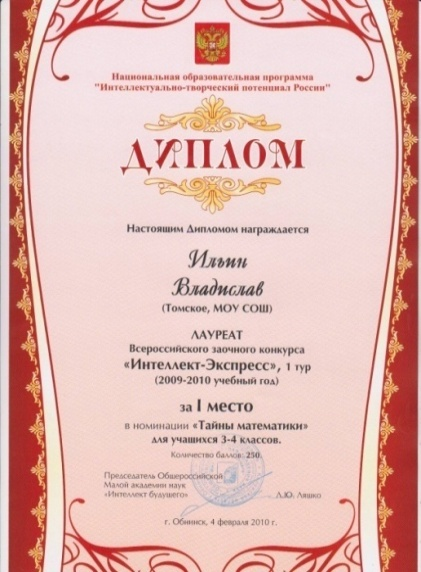 Национальная образовательная программа
"Интеллектуально-творческий потенциал России"
ДИПЛОМ
Настоящим Дипломом награждается
Ильин
Владислав
(Томское, МОУ СОШ)
ЛАУРЕАТ
Всероссийского заочного конкурса
«Интеллект-Экспресс», 1 тур
(2009-2010 учебный год)
за I место
в номинации «Тайны математики»
для учащихся 3-4 классов.
Количество баллов: 250.
Председатель Общероссийской
Малой академии наук
«Интеллект будущего»
Л.Ю. Ляшко
г. Обнинск, 4 февраля 2010 г.